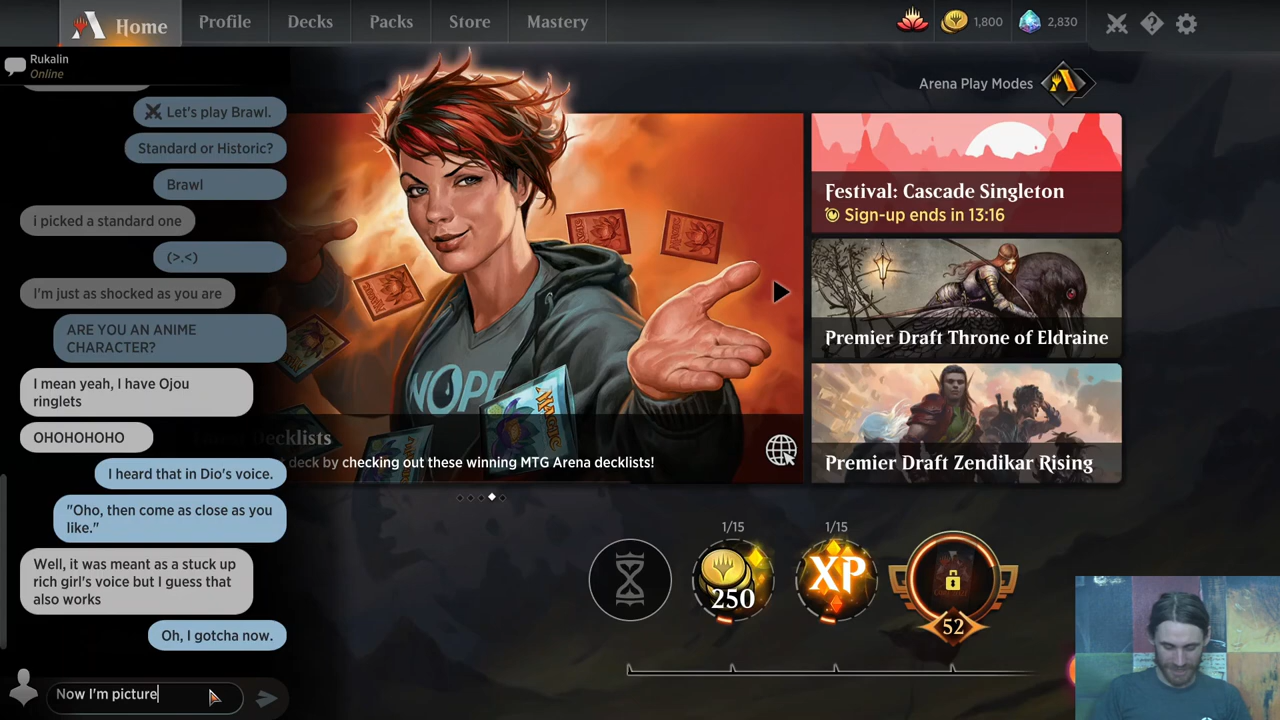 Home
Profile
Decks
Packs
Store
Mastery
1,800
2,830
Rukalin
Online
Arena Play Modes
Let's play Brawl.
Standard or Historic?
Brawl
i picked a standard one
(>.<)
I'm just as shocked as you are
ARE YOU AN ANIME
CHARACTER?
I mean yeah, I have Ojou
ringlets
OHOHOHOHO
I heard that in Dio's voice.
"Oho, then come as close as you
like."
Well, it was meant as a stuck up
rich girl's voice but I guess that
also works
Oh, I gotcha now.
Now I'm picture
NOPE
Decklists
deck by checking out these winning MTG Arena decklists!
Festival: Cascade Singleton
Sign-up ends in 13:16
Premier Draft Throne of Eldraine
Premier Draft Zendikar Rising
1/15
250
1/15
XP
52